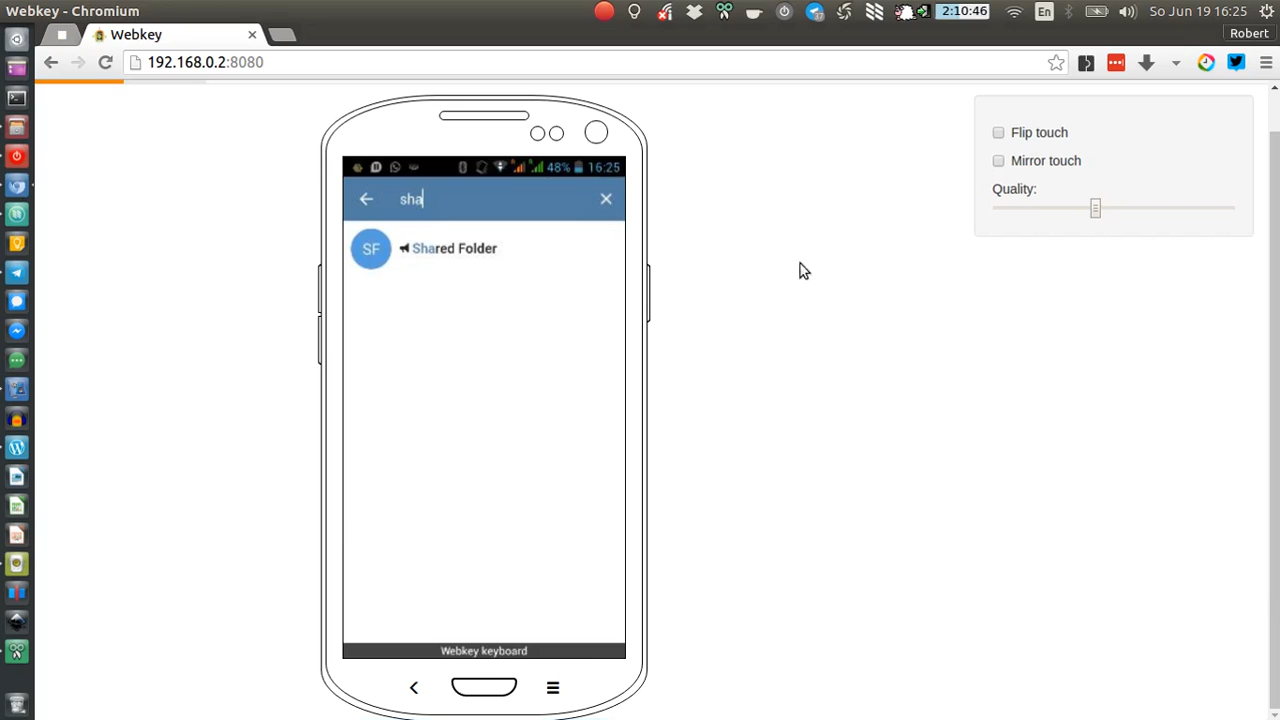 Webkey - Chromium
2:10:46
En
So Jun 19 16:25
Webkey
Robert
192.168.0.2:8080
48%
16:25
sha
SF
Shared Folder
Webkey keyboard
Flip touch
Mirror touch
Quality: